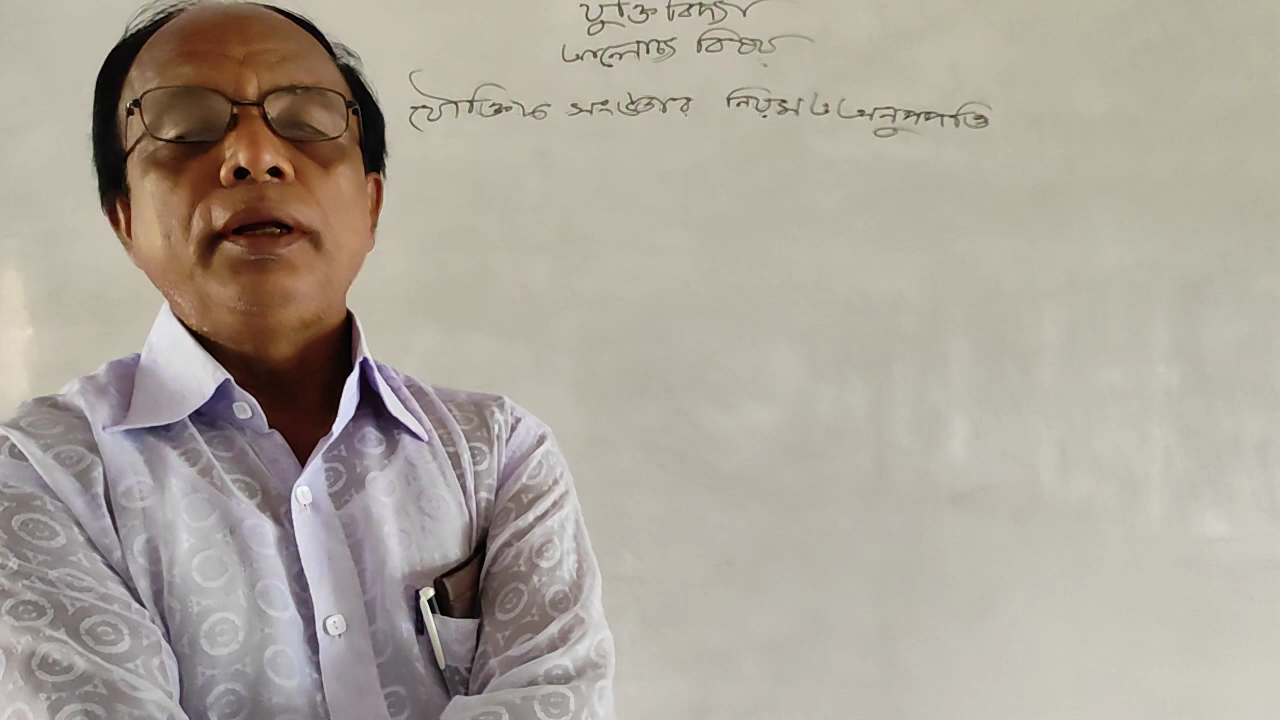 যুক্তিবিদ্যা
আলোচ্য বিষয়
যৌক্তিক সংজ্ঞার নিয়ম ও অনুপপত্তি